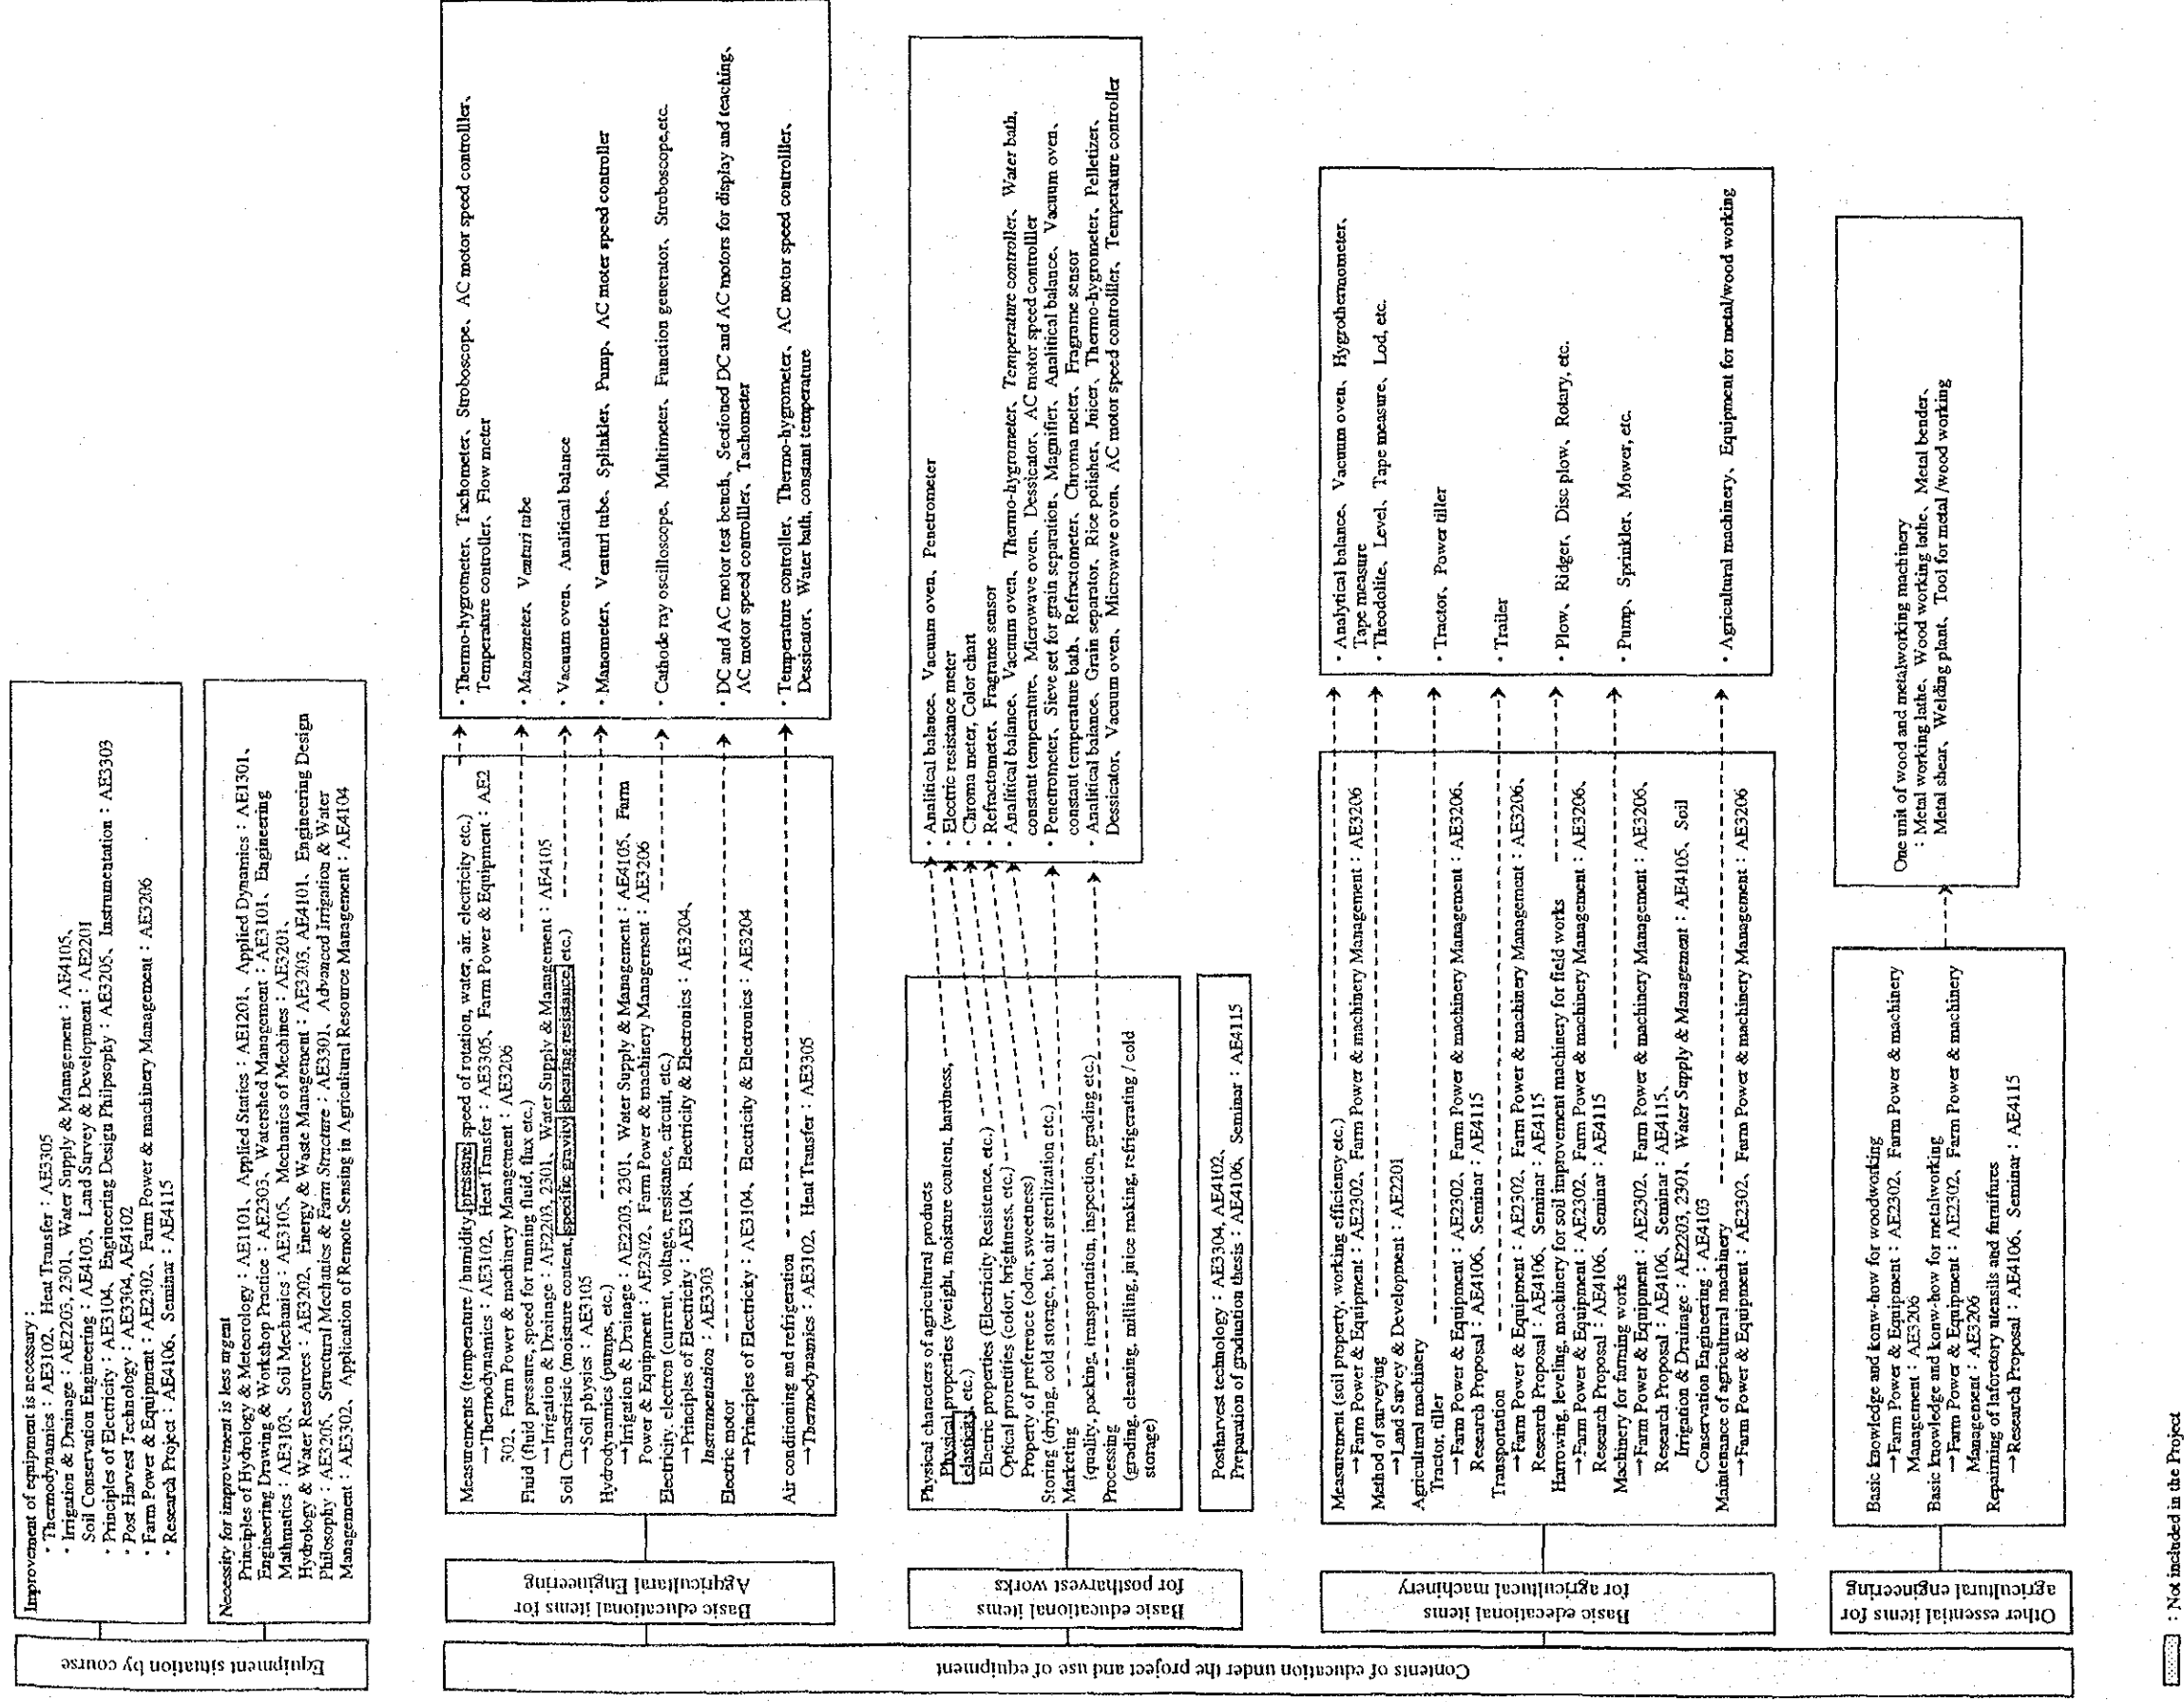 Equipment situation by course
Improvement of equipment is necessary :
・Thermodynamics : AE3102、Heat Transfer : AE3305
・Irrigation & Drainage : AE2203, 2301、Water Supply & Management : AE4105、
Soil Conservation Engineering : AE4103、Land Survey & Development : AE2201
・Principles of Electricity : AE3104、Engineering Design Philpsophy : AE3205、Instrumentation : AE3303
・Post Harvest Technology : AE3304, AE4102
・Farm Power & Equipment : AE2302、Farm Power & machinery Management : AE3206
・Research Project : AE4106、Seminar : AE4115
Necessity for improvement is less urgent
Principles of Hydrology & Meteorology : AE1101、Applied Statics : AE1201、Applied Dynamics : AE1301、
Engineering Drawing & Workshop Practice : AE2303、Watershed Management : AE3101、Engineering
Mathmatics : AE3103、Soil Mechanics : AE3105、Mechanics of Mechines : AE3201、
Hydrology & Water Resources : AE3202、Energy & Waste Management : AE3203, AE4101、Engineering Design
Philosophy : AE3205、Structural Mechanics & Farm Structure : AE3301、Advanced Irrigation & Water
Management : AE3302、Application of Remote Sensing in Agricultural Resource Management : AE4104
Contents of education under the project and use of equipment
Basic educational items for
Agqricultural Engineering
Measurements (temperature / humidity, pressure, speed of rotation, water, air. electricity etc.)
→Thermodynamics : AE3102、Heat Transfer : AE3305、Farm Power & Equipment : AE2
302、Farm Power & machinery Management : AE3206
Fluid (fluid pressure, speed for running fluid, flux etc.)
→Irrigation & Drainage : AE2203, 2301、Water Supply & Management : AE4105
Soil Charastristic (moisture content, specific gravity, shearing resistance, etc.)
→Soil physics : AE3105
Hydrodynamics (pumps, etc.)
→Irrigation & Drainage : AE2203, 2301、Water Supply & Management : AE4105、Farm
Power & Equipment : AE2302、Farm Power & machinery Management : AE3206
Electricity, electron (current, voltage, resistance, circuit, etc.)
→Principles of Electricity : AE3104、Electricity & Electronics : AE3204、
Instrumentation : AE3303
Electric motor
→Principles of Electricity : AE3104、Electricity & Electronics : AE3204
Air conditioning and refrigeration
→Thermodynamics : AE3102、Heat Transfer : AE3305
・Thermo-hygrometer、Tachometer、Stroboscope、AC motor speed controlller、
Temperature controller、Flow meter
・Manometer、Venturi tube
・Vacuum oven、Analitical balance
・Manometer、Venturi tube、Splinkler、Pump、AC moter speed controller
・Cathode ray oscilloscope、Multimeter、Function generator、Stroboscope,etc.
・DC and AC motor test bench、Sectioned DC and AC motors for display and teaching、
AC motor speed controlller、Tachometer
・Temperature controller、Thermo-hygrometer、AC motor speed controlller、
Dessicator、Water bath, constant temperature
Basic educational items
for postharvest works
Physical characters of agricultural products
Physical properties (weight, moisture content, hardness,
elasticigy, etc.)
Electric properties (Electricity Resistence, etc.)
Optical proretities (color, brightness, etc.)
Property of preference (odor, sweetness)
Storing (drying, cold storage, hot air sterilization etc.)
Marketing
(quality, packing, transportation, inspection, grading etc.)
Processing
(grading, cleaning, milling, juice making, refrigerating / cold
storage)
Postharvest technology : AE3304, AE4102、
Preparation of graduation thesis : AE4106、Seminar : AE4115
・Analitical balance、Vacuum oven、Penetrometer
・Electric resistance meter
・Chroma meter, Color chart
・Refractometer、Fragrame sensor
・Analitical balance、Vacuum oven、Thermo-hygrometer、Temperature controller、Water bath,
constant temperature、Microwave oven、Dessicator、AC motor speed controlller
・Penetrometer、Sieve set for grain separation、Magnifier、Analitical balance、Vacuum oven、
constant temperature bath、Refractometer、Chroma meter、Fragrame sensor
・Analitical balance、Grain separator、Rice polisher、Juicer、Thermo-hygrometer、Pelletizer、
Dessicator、Vacuum oven、Microwave oven、AC motor speed controlller、Temperature controller
Basic edecational items
for agricultucal machinery
Measurement (soil property, working efficiency etc.)
→Farm Power & Equipment : AE2302、Farm Power & machinery Management : AE3206
Method of surveying
→Land Survey & Development : AE2201
Agricultural machinery
Tractor, tiller
→Farm Power & Equipment : AE2302、Farm Power & machinery Management : AE3206、
Research Proposal : AE4106、Seminar : AE4115
Transportation
→Farm Power & Equipment : AE2302、Farm Power & machinery Management : AE3206、
Research Proposal : AE4106、Seminar : AE4115
Harrowing, leveling, machinery for soil improvement machinery for field works
→Farm Power & Equipment : AE2302、Farm Power & machinery Management : AE3206、
Research Proposal : AE4106、Seminar : AE4115
Machinery for farming works
→Farm Power & Equipment : AE2302、Farm Power & machinery Management : AE3206、
Research Proposal : AE4106、Seminar : AE4115、
Irrigation & Drainage : AE2203, 2301、Water Supply & Management : AE4105、Soil
Conservation Engineering : AE4103
Maintenance of agricultural machinery
→Farm Power & Equipment : AE2302、Farm Power & machinery Management : AE3206
・Analytical balance、Vacuum oven、Hygrothermometer、
Tape measure
・Theodolite、Level、Tape measure、Lod, etc.
・Tractor、Power tiller
・Trailer
・Plow、Ridger、Disc plow、Rotary, etc.
・Pump、Sprinkler、Mower, etc.
・Agricultural machinery、Equipment for metal/wood working
Other essential items for
agricultural engineering
Basic knowledge and konw-how for woodworking
→Farm Power & Equipment : AE2302、Farm Power & machinery
Management : AE3206
Basic knowledge and konw-how for metalworking
→Farm Power & Equipment : AE2302、Farm Power & machinery
Management : AE3206
Repairning of laforetory utensils and furnifures
→Research Proposal : AE4106、Seminar : AE4115
One unit of wood and metalworking machinery
: Metal working lathe、Wood working lathe、Metal bender、
Metal shear、Welding plant、Tool for metal /wood working
: Not included in the Project